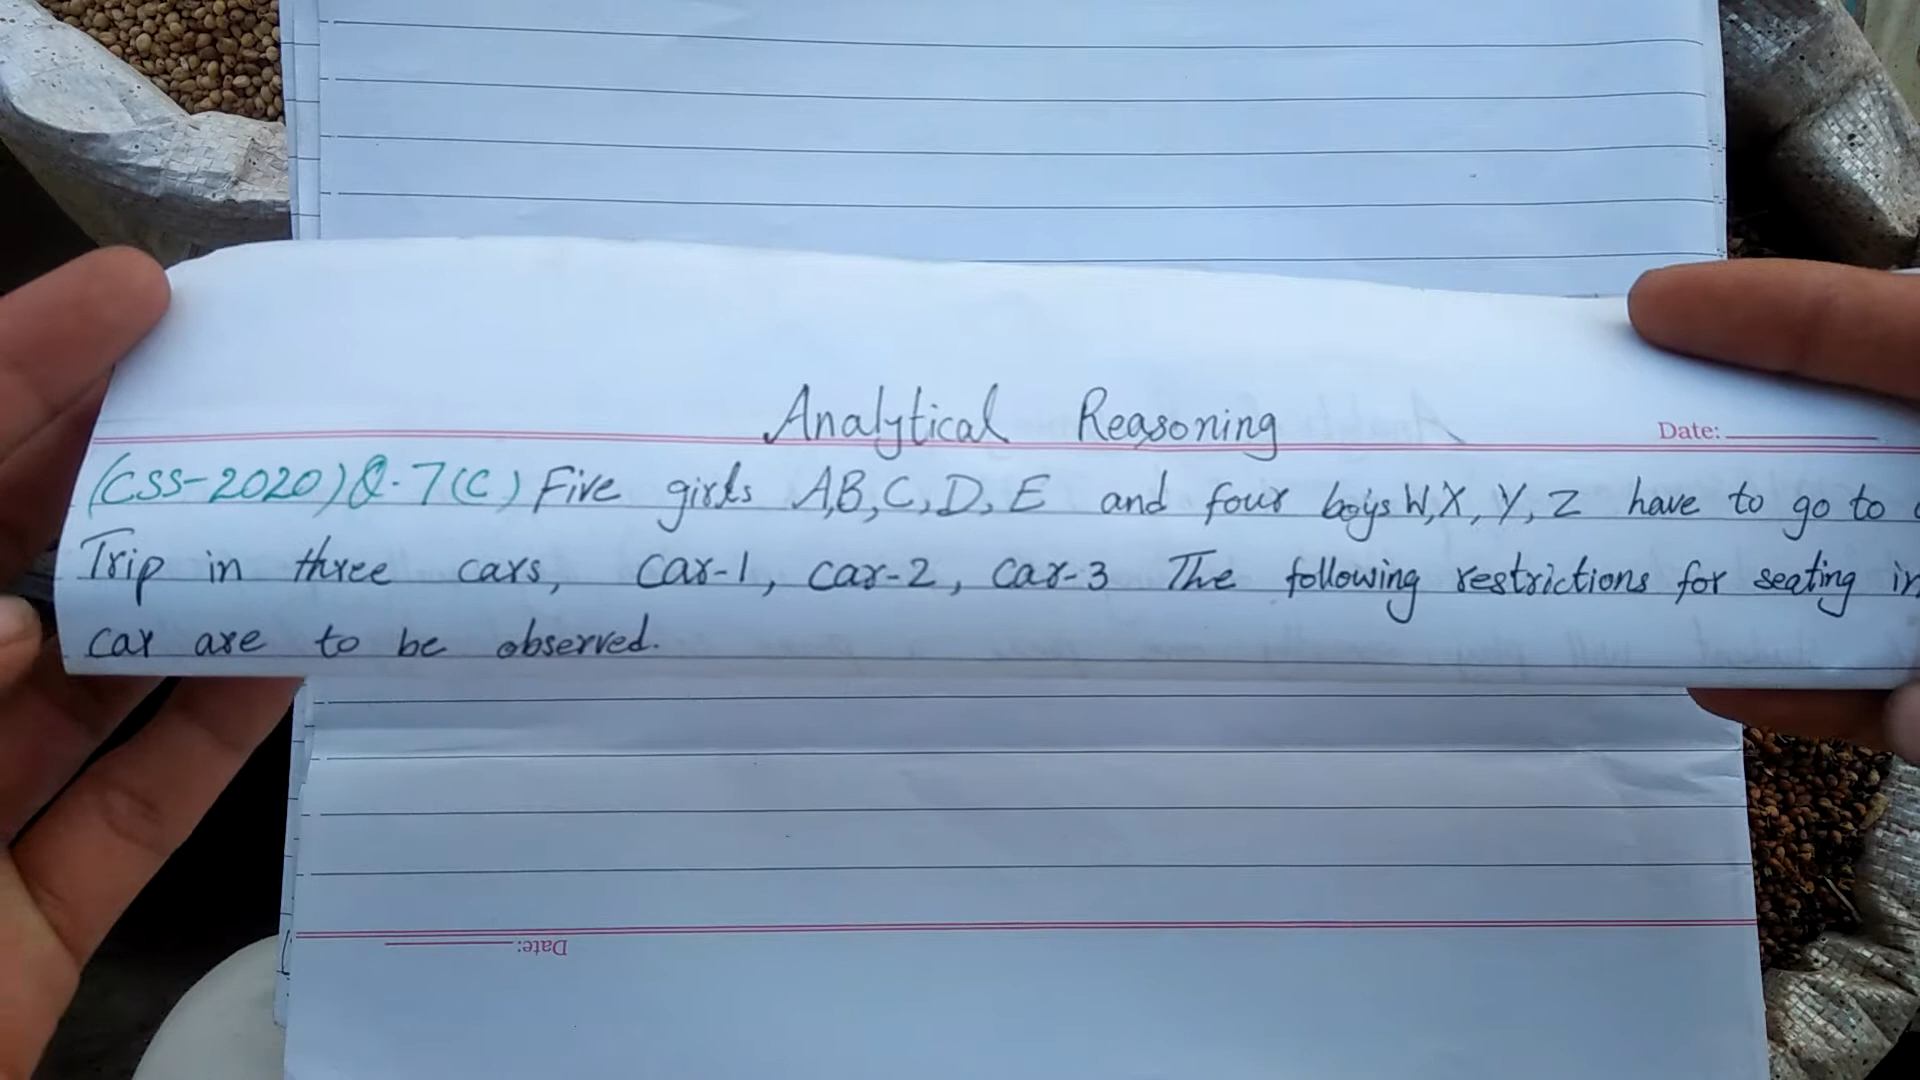 Analytical Reasoning
Date:
(CSS-2020) Q.7(C) Five girls A,B,C,D,E and four boys W,X,Y,Z have to go to
Trip in three cars, car-1, car-2, car-3 The following restrictions for seating in
car are to be observed.
Date: